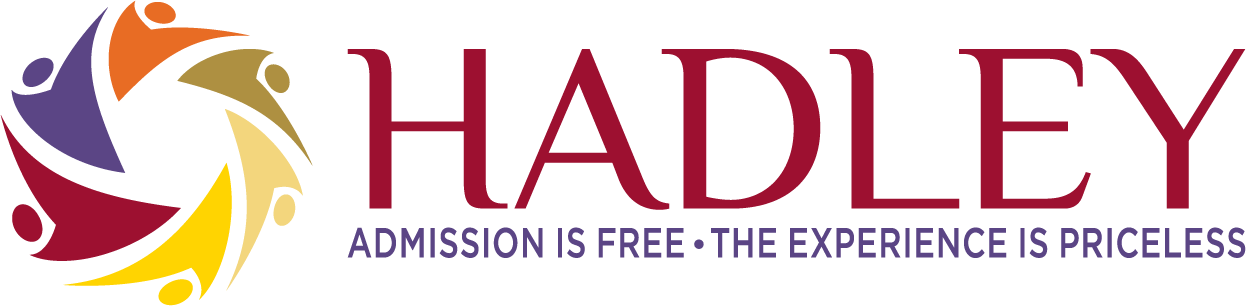 HADLEY
ADMISSION IS FREE • THE EXPERIENCE IS PRICELESS